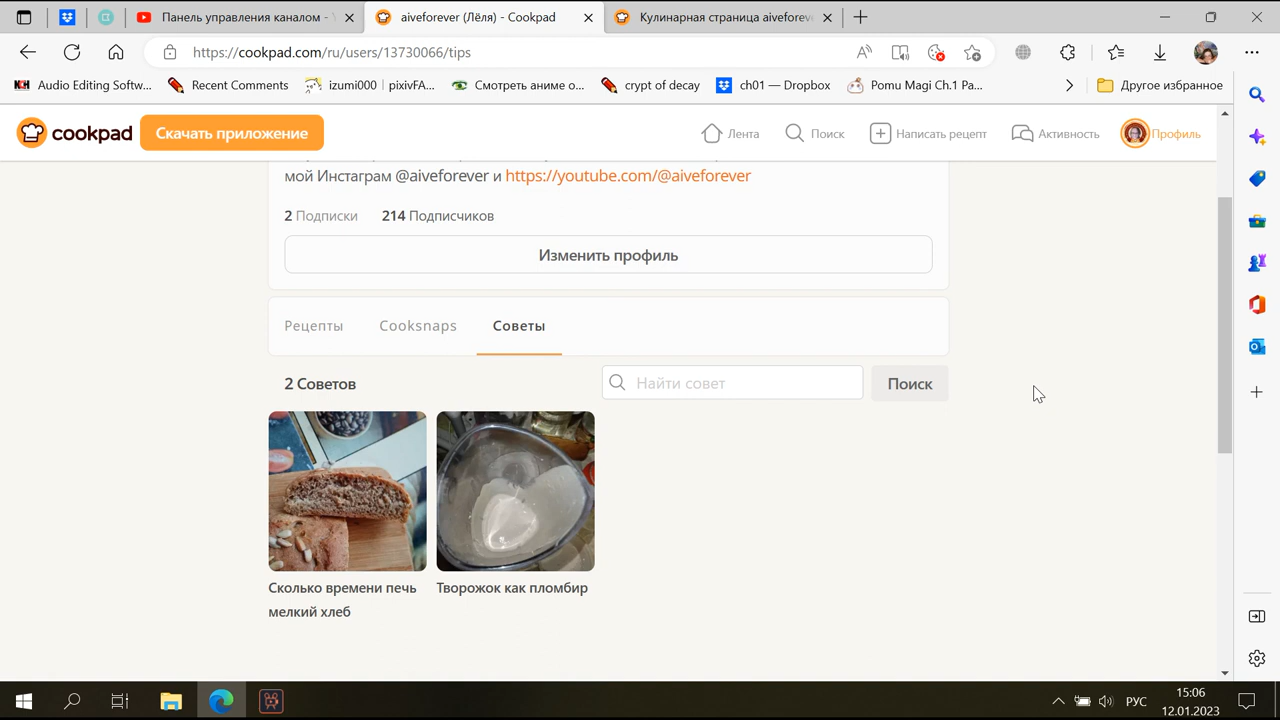 Панель управления каналом -
aiveforever (Лёля) - Cookpad
Кулинарная страница aiveforev
https://cookpad.com/ru/users/13730066/tips
Audio Editing Softw...
Recent Comments
izumi000 | pixivFA...
Смотреть аниме о...
crypt of decay
ch01 — Dropbox
Pomu Magi Ch.1 Pa...
Другое избранное
cookpad
Скачать приложение
Лента
Поиск
Написать рецепт
Активность
Профиль
мой Инстаграм @aiveforever и https://youtube.com/@aiveforever
2 Подписки 214 Подписчиков
Изменить профиль
Рецепты Cooksnaps Советы
2 Советов
Найти совет
Поиск
Сколько времени печь
мелкий хлеб
Творожок как пломбир
РУС
15:06
12.01.2023